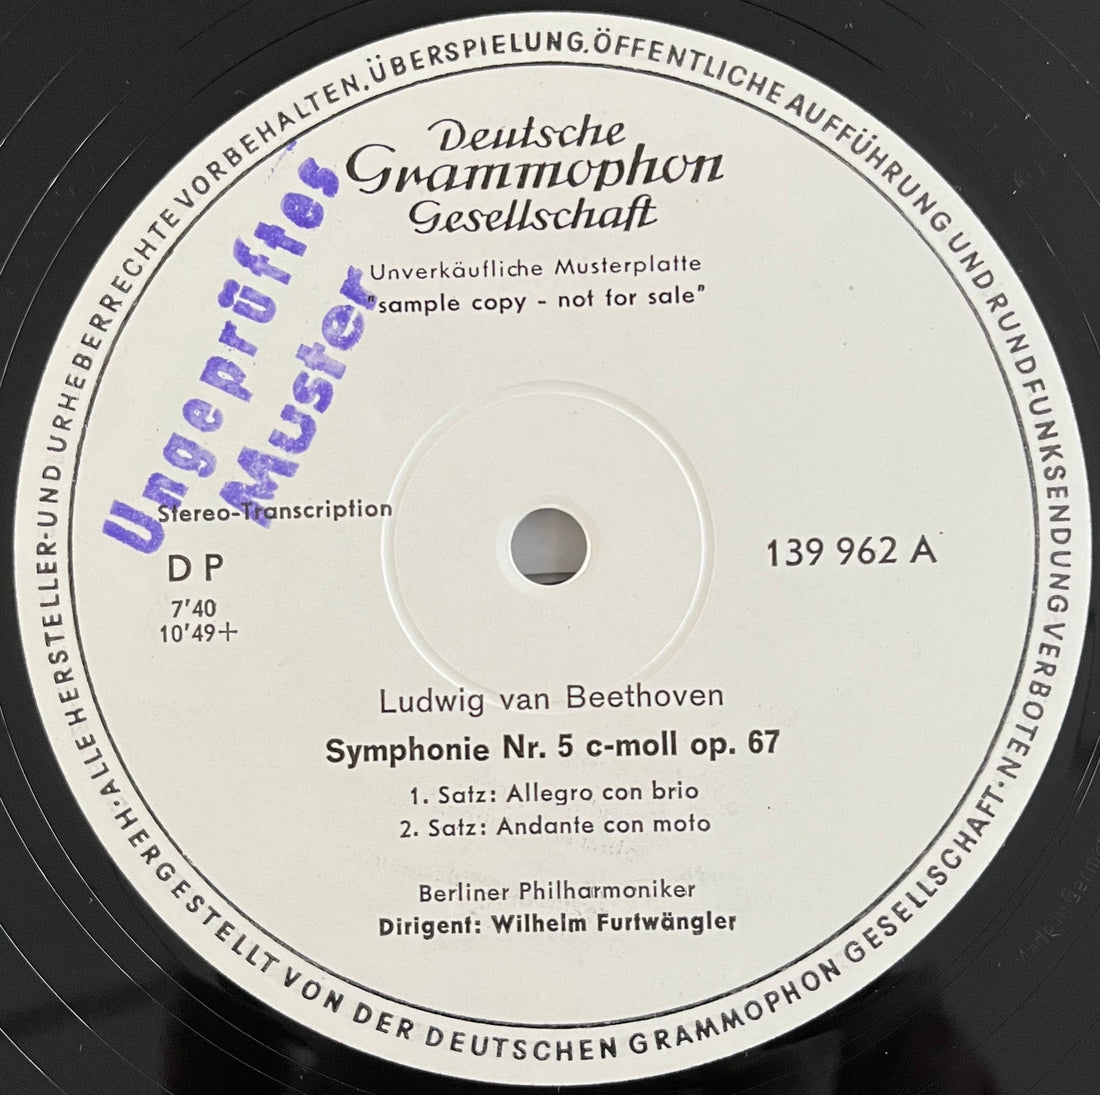 ALLE HERSTELLER-UND URHEBERRECHTE VORBEHALTEN. ÜBERSPIELUNG. ÖFFENTLICHE AUFFÜHRUNG UND RUNDFUNKSENDUNG VERBOTEN · HERGESTELLT VON DER DEUTSCHEN GRAMMOPHON GESELLSCHAFT ·
Deutsche
Grammophon
Gesellschaft
Unverkäufliche Musterplatte
"sample copy - not for sale"
Ungeprüftes
Muster
Stereo-Transcription
D P
7'40
10'49+
139 962 A
Ludwig van Beethoven
Symphonie Nr. 5 c-moll op. 67
1. Satz: Allegro con brio
2. Satz: Andante con moto
Berliner Philharmoniker
Dirigent: Wilhelm Furtwängler